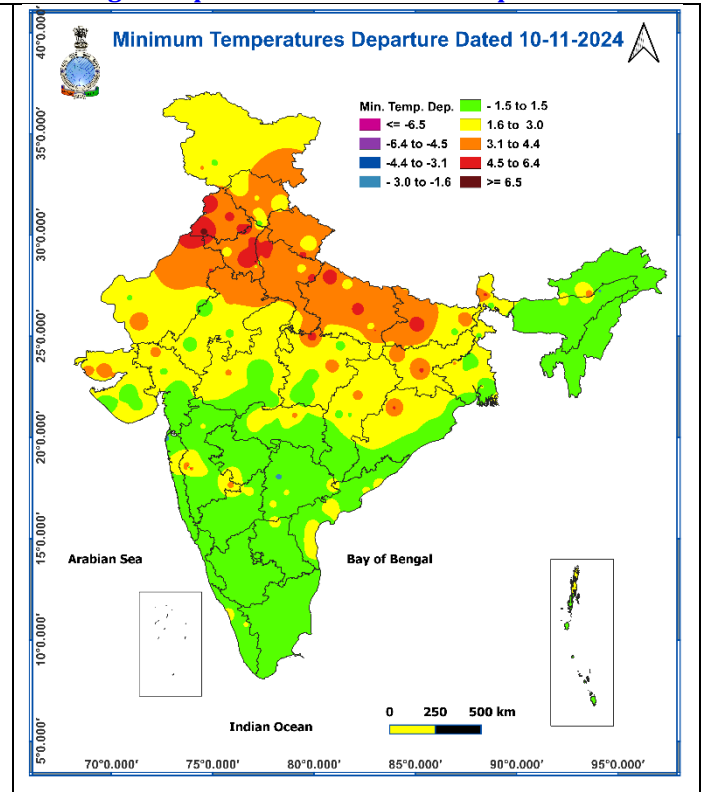 Minimum Temperatures Departure Dated 10-11-2024
Min. Temp. Dep.
<= -6.5
-6.4 to -4.5
-4.4 to -3.1
- 3.0 to -1.6
- 1.5 to 1.5
1.6 to 3.0
3.1 to 4.4
4.5 to 6.4
>= 6.5
40°0.000'
35°0.000'
30°0.000'
25°0.000'
20°0.000'
15°0.000'
10°0.000'
5°0.000'
Arabian Sea
Bay of Bengal
Indian Ocean
0 250 500 km
70°0.000' 75°0.000' 80°0.000' 85°0.000' 90°0.000' 95°0.000'